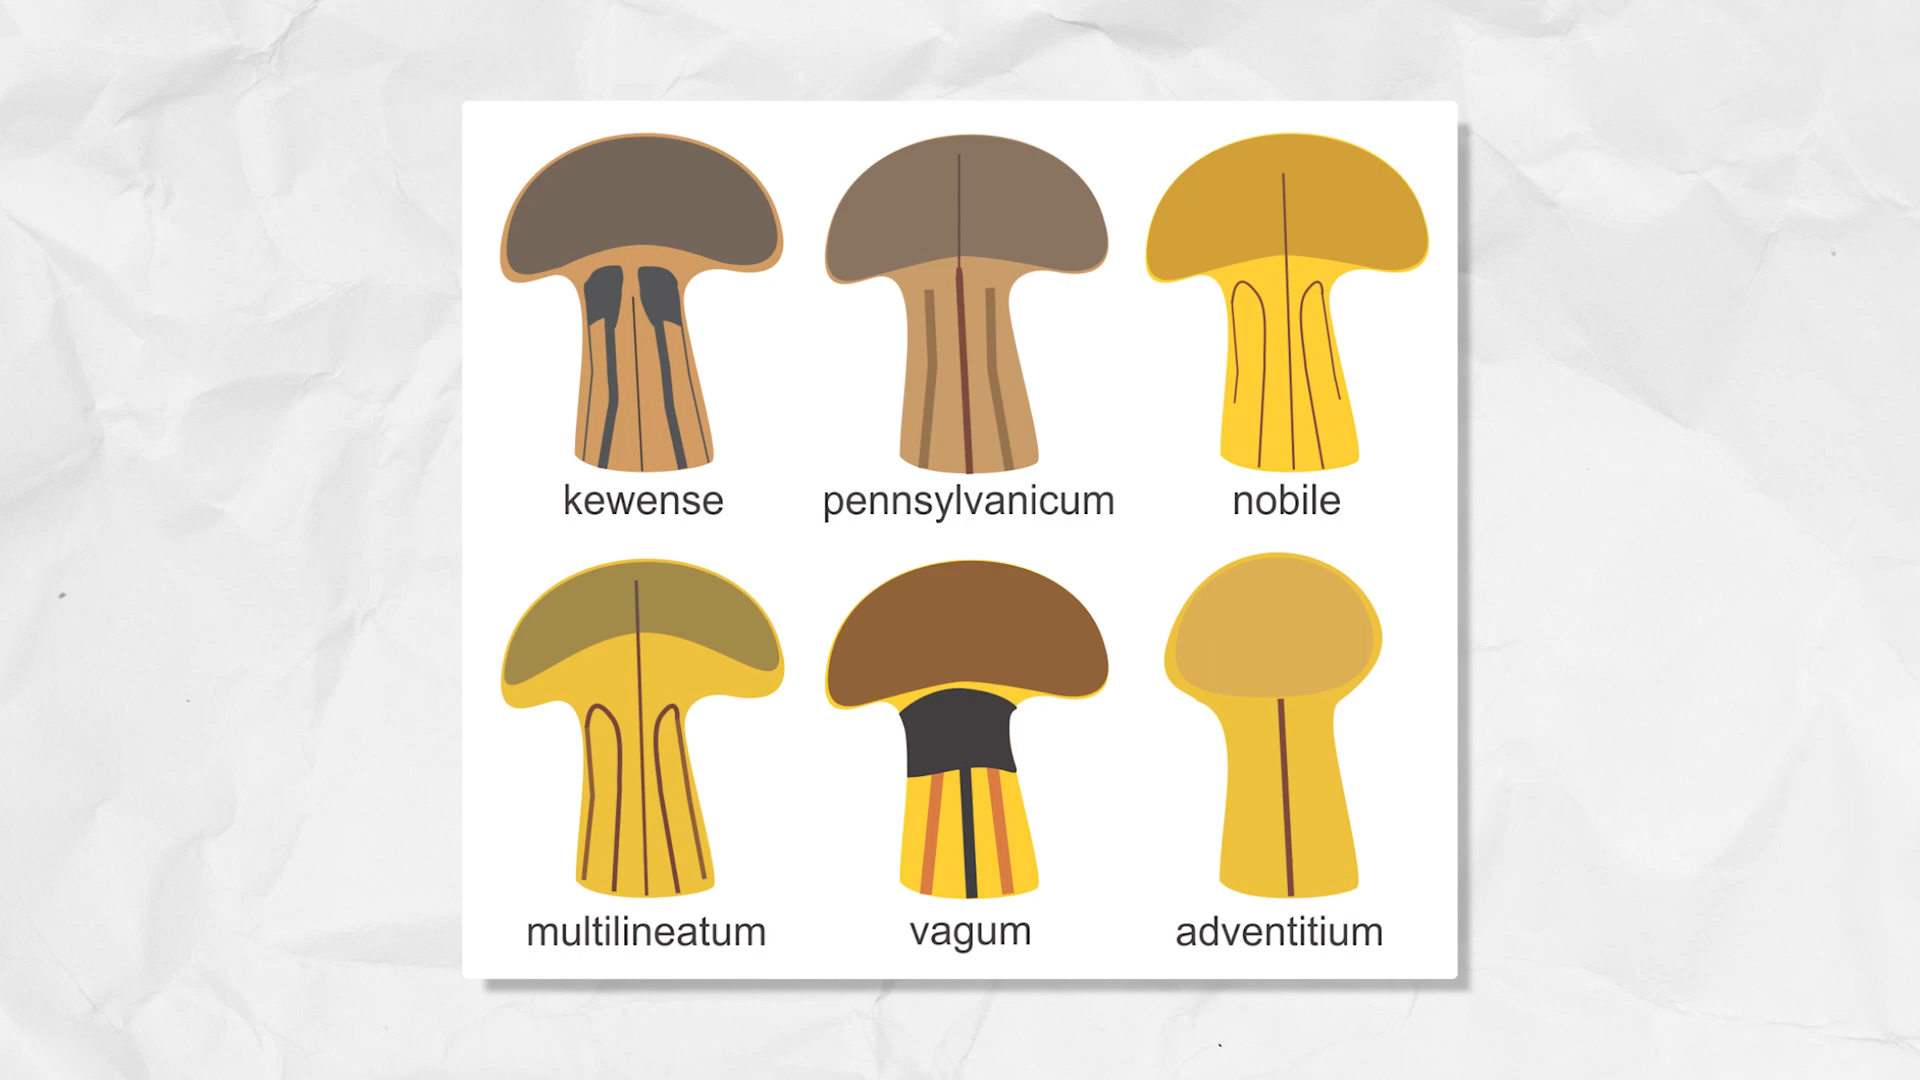 kewense
pennsylvanicum
nobile
multilineatum
vagum
adventitium